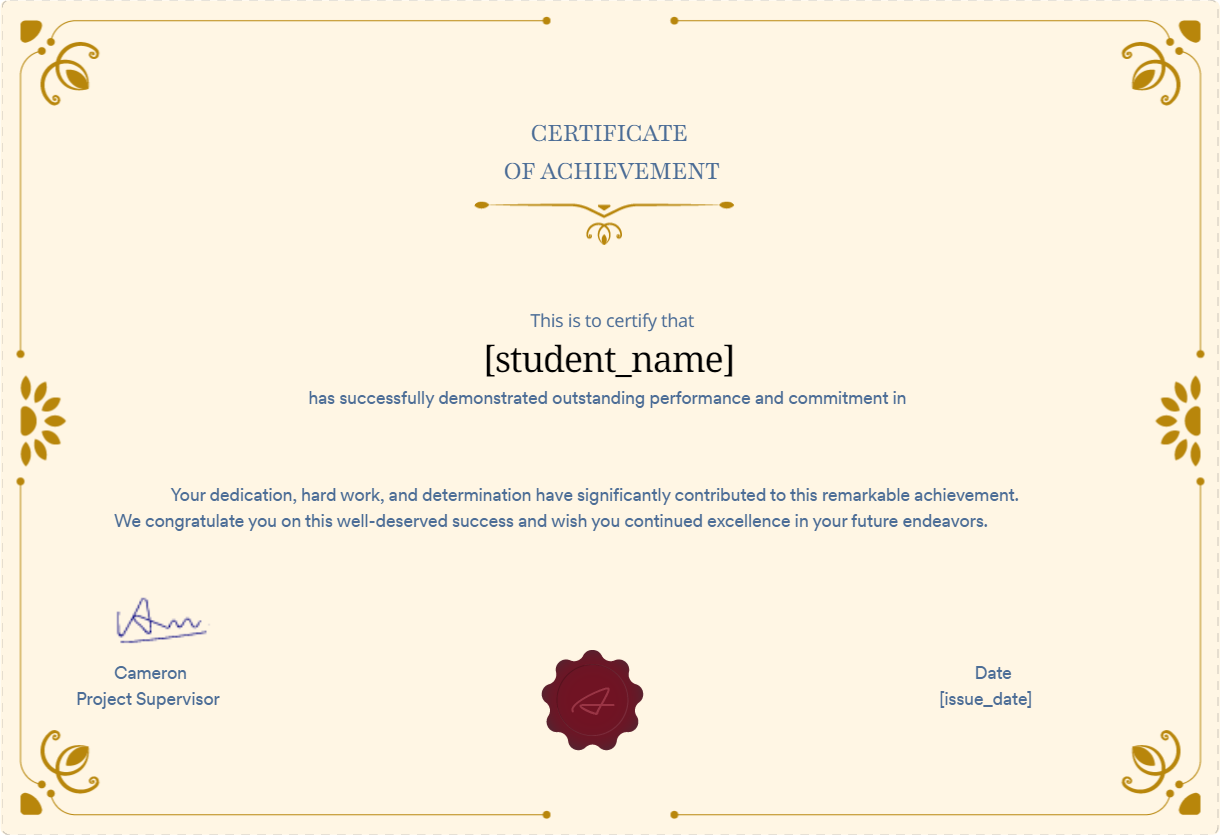 CERTIFICATE
OF ACHIEVEMENT
This is to certify that
[student_name]
has successfully demonstrated outstanding performance and commitment in
Your dedication, hard work, and determination have significantly contributed to this remarkable achievement.
We congratulate you on this well-deserved success and wish you continued excellence in your future endeavors.
Cameron
Project Supervisor
Date
[issue_date]